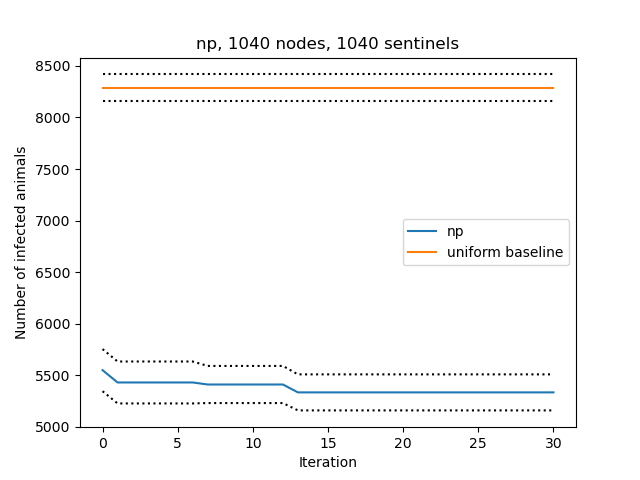 np, 1040 nodes, 1040 sentinels
8500
8000
7500
7000
6500
6000
5500
5000
Number of infected animals
np
uniform baseline
0 5 10 15 20 25 30
Iteration